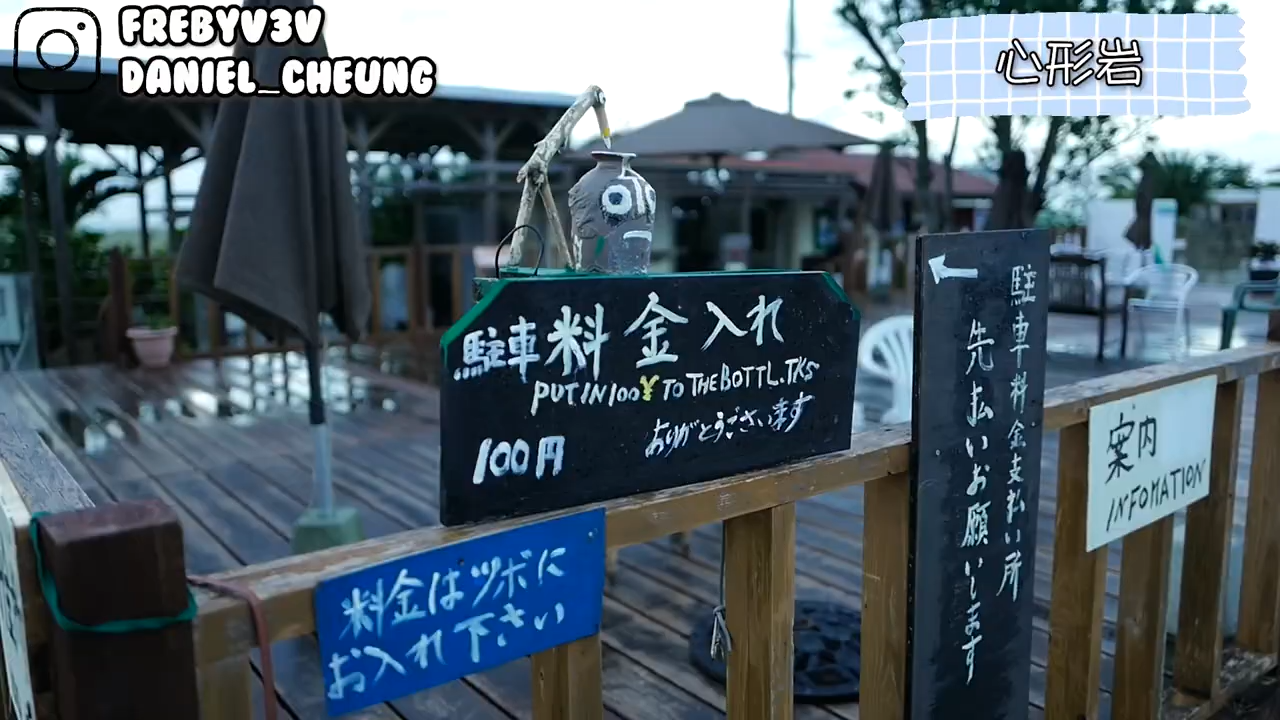 FREBYV3V
DANIEL_CHEUNG
心形岩
駐車料金入れ
PUT IN 100¥ TO THE BOTTL.TKS
ありがとうございます
100円
料金はツボに
お入れ下さい
駐車料金支払い所
先払いお願いします
案内
INFOMATION